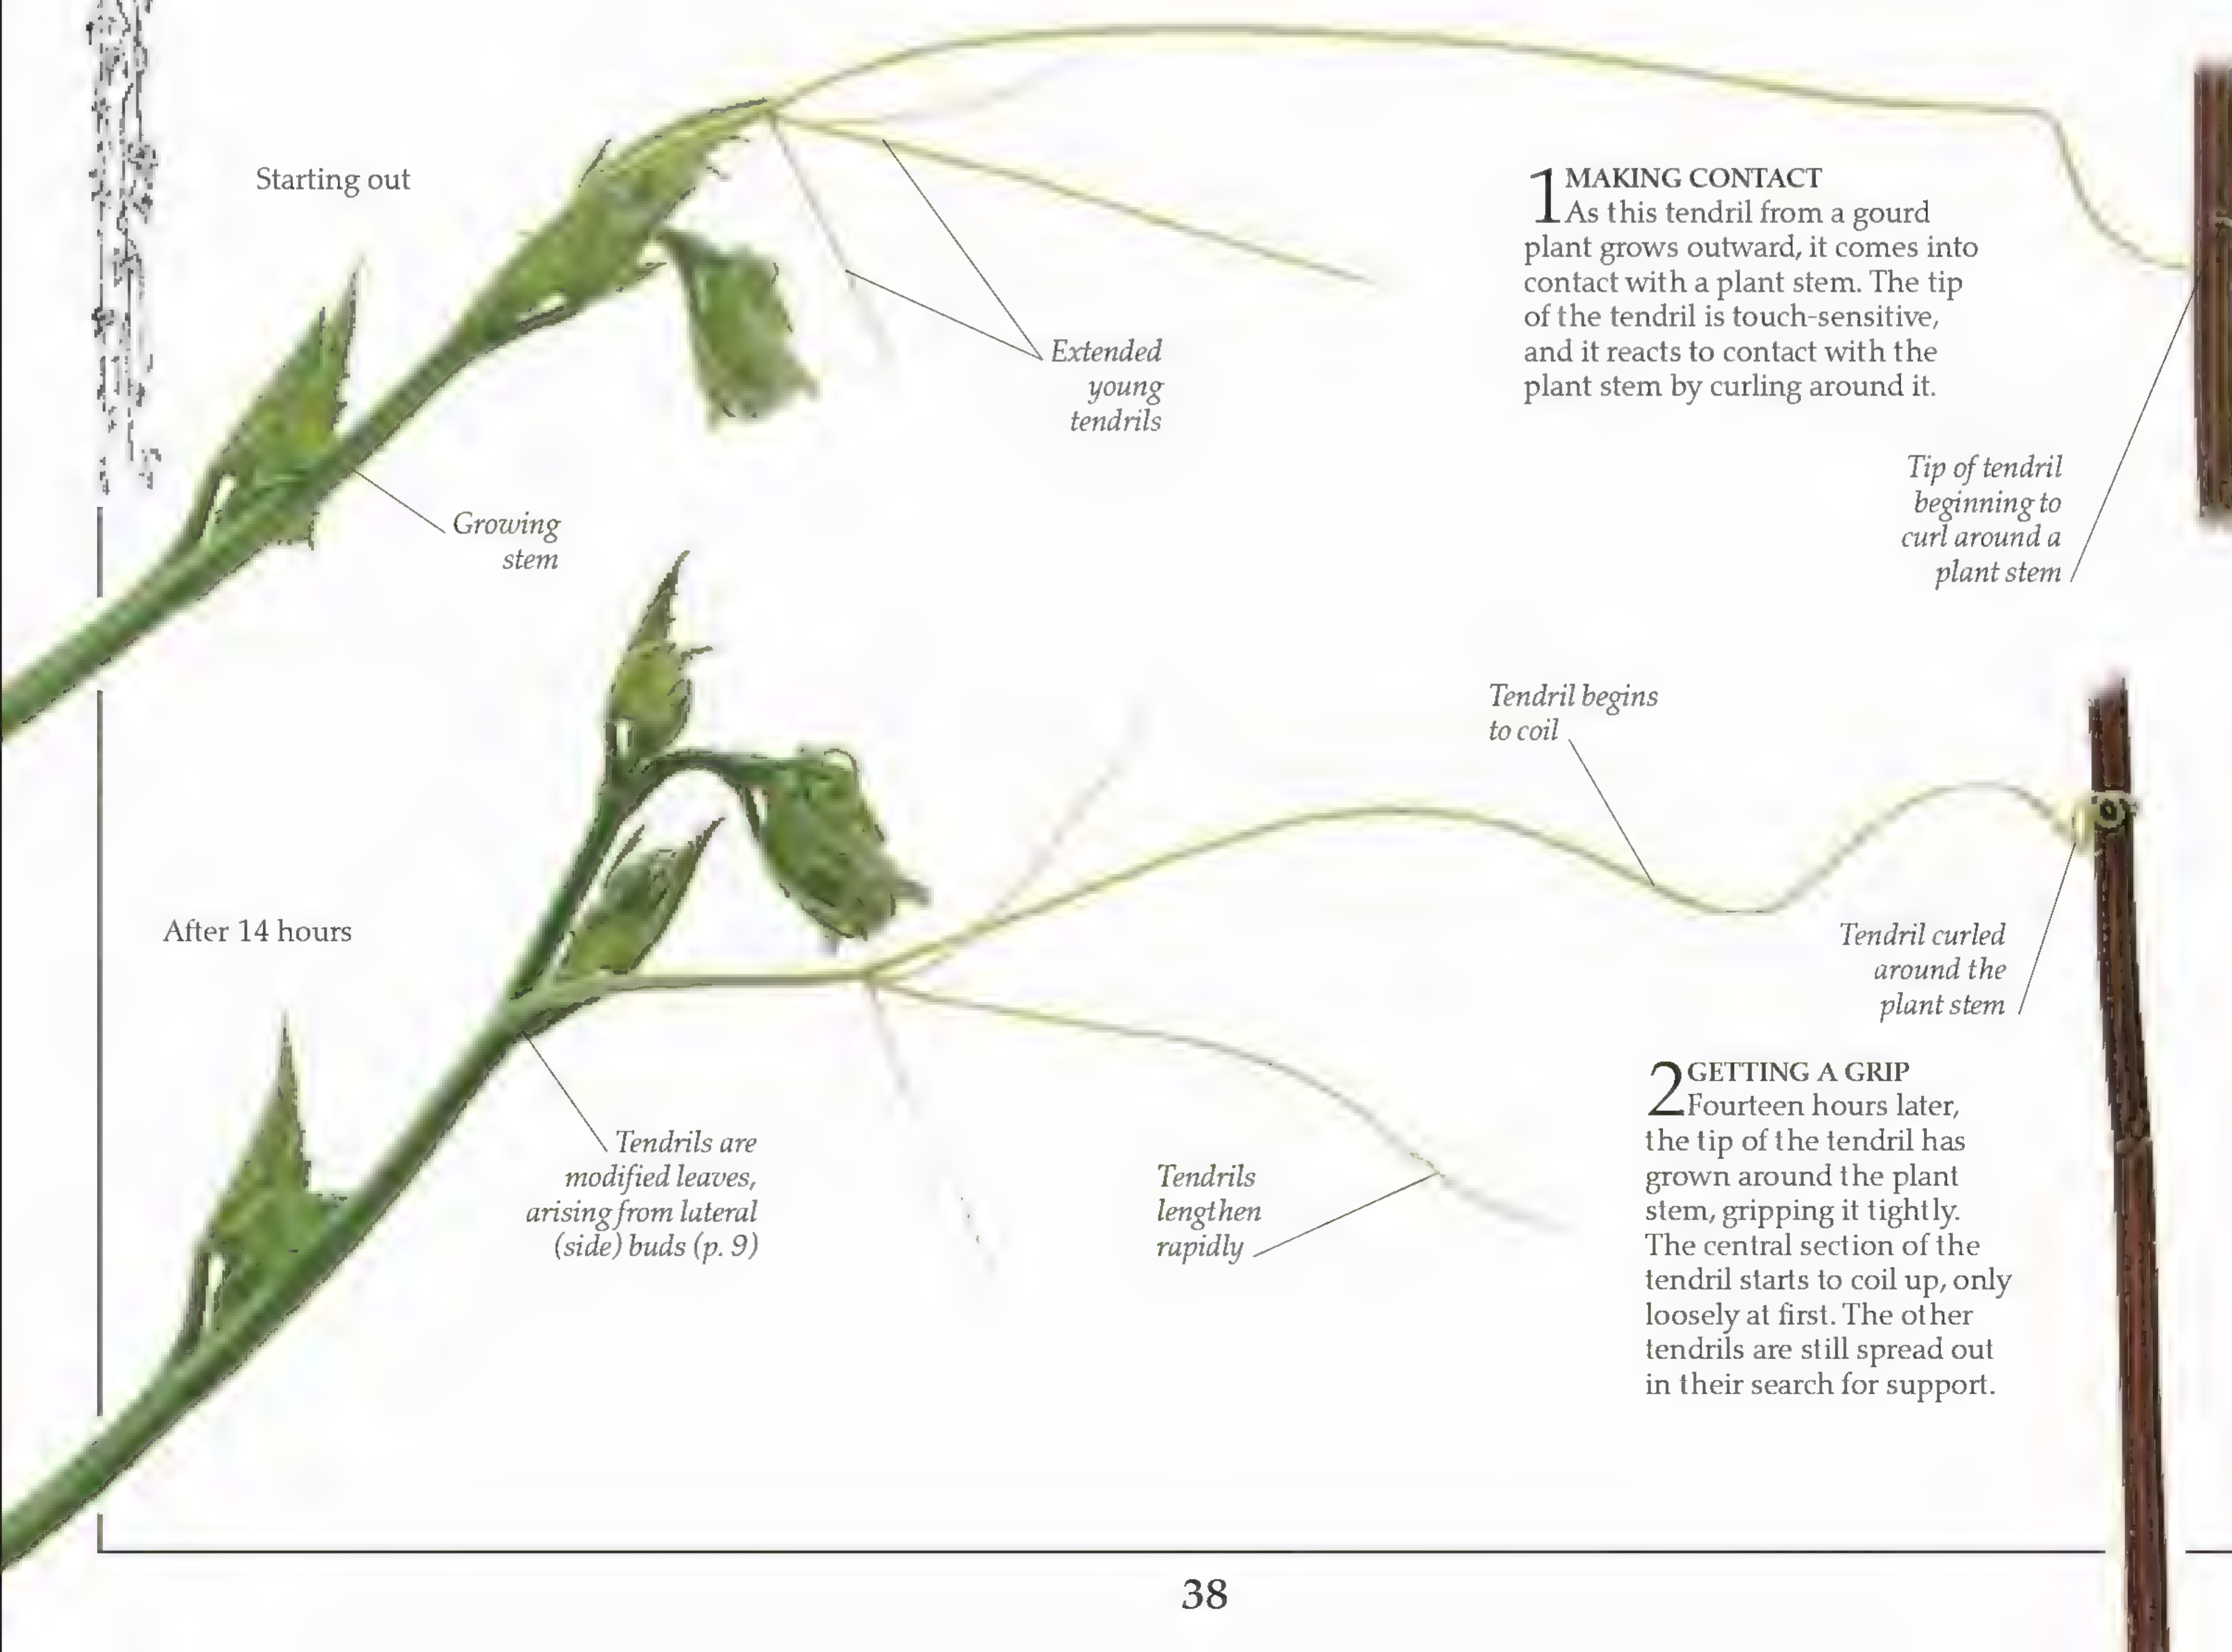 Starting out
1 MAKING CONTACT
As this tendril from a gourd
plant grows outward, it comes into
contact with a plant stem. The tip
of the tendril is touch-sensitive,
and it reacts to contact with the
plant stem by curling around it.
Extended
young
tendrils
Tip of tendril
beginning to
curl around a
plant stem
Growing
stem
Tendril begins
to coil
After 14 hours
Tendril curled
around the
plant stem
Tendrils are
modified leaves,
arising from lateral
(side) buds (p. 9)
Tendrils
lengthen
rapidly
2 GETTING A GRIP
Fourteen hours later,
the tip of the tendril has
grown around the plant
stem, gripping it tightly.
The central section of the
tendril starts to coil up, only
loosely at first. The other
tendrils are still spread out
in their search for support.
38